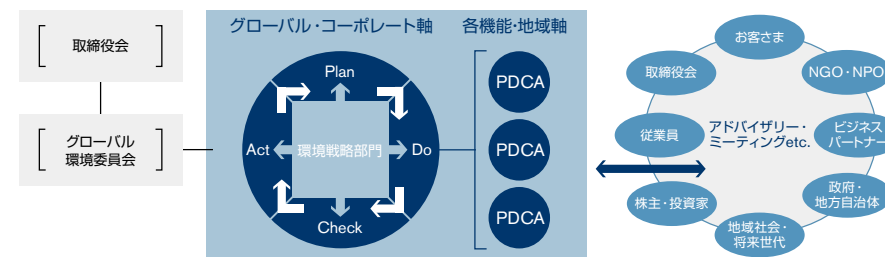 取締役会
グローバル
環境委員会
グローバル・コーポレート軸
Plan
Act
環境戦略部門
Do
Check
各機能・地域軸
PDCA
PDCA
PDCA
お客さま
取締役会
NGO・NPO
従業員
アドバイザリー・
ミーティングetc.
ビジネス
パートナー
株主・投資家
政府・
地方自治体
地域社会・
将来世代